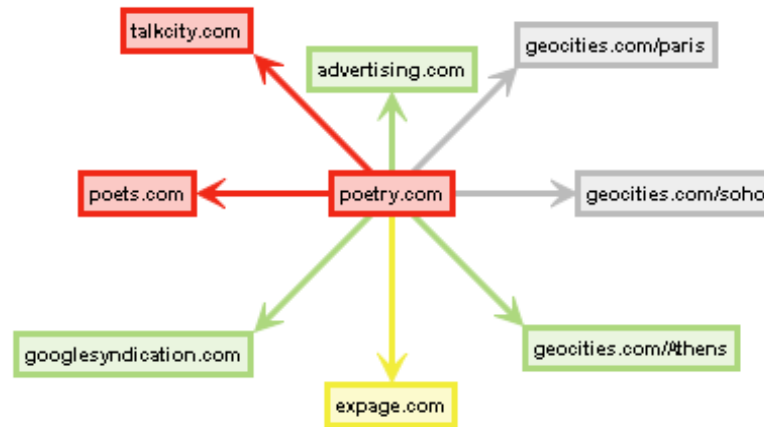 talkcity.com
geocities.com/paris
advertising.com
poets.com
poetry.com
geocities.com/soho
googlesyndication.com
geocities.com/Athens
expage.com